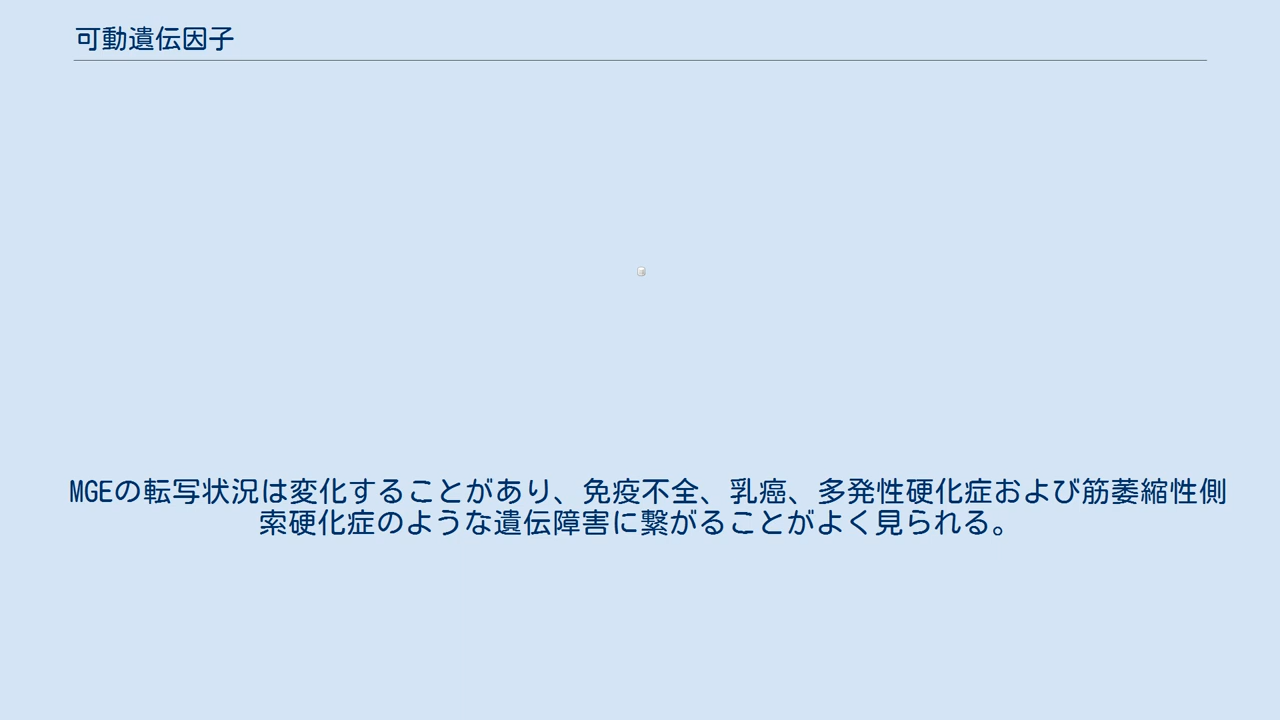 可動遺伝因子
MGEの転写状況は変化することがあり、免疫不全、乳癌、多発性硬化症および筋萎縮性側
索硬化症のような遺伝障害に繋がることがよく見られる。